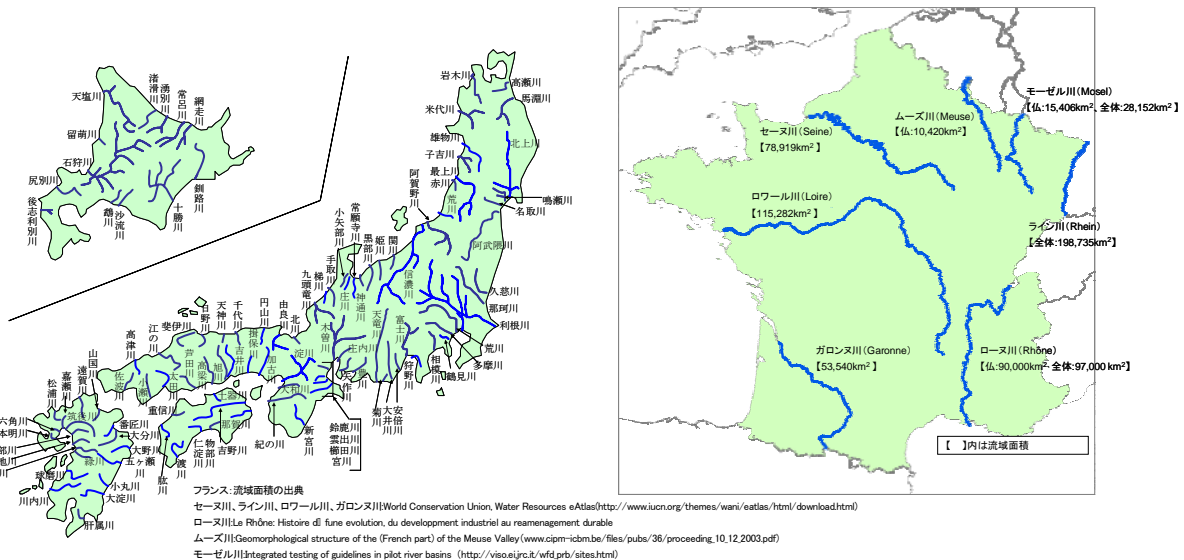 渚滑川
湧別川
常呂川
網走川
天塩川
留萌川
石狩川
尻別川
後志利別川
鵡川
沙流川
十勝川
釧路川
岩木川
高瀬川
馬淵川
米代川
雄物川
北上川
子吉川
最上川
赤川
荒川
鳴瀬川
名取川
阿賀野川
阿武隈川
常願寺川
小矢部川
黒部川
姫川
関川
手取川
梯川
九頭竜川
庄川
神通川
信濃川
久慈川
那珂川
利根川
荒川
多摩川
鶴見川
相模川
狩野川
富士川
天竜川
安倍川
大井川
菊川
豊川
矢作川
庄内川
木曽川
北川
由良川
円山川
千代川
天神川
日野川
斐伊川
江の川
高津川
佐波川
小瀬川
太田川
芦田川
高梁川
旭川
吉井川
揖保川
加古川
淀川
大和川
鈴鹿川
雲出川
櫛田川
宮川
新宮川
紀の川
土器川
重信川
那賀川
吉野川
物部川
仁淀川
渡川
肱川
山国川
遠賀川
嘉瀬川
松浦川
六角川
本明川
筑後川
番匠川
大分川
大野川
五ヶ瀬川
緑川
球磨川
小丸川
川内川
大淀川
肝属川
モーゼル川(Mosel)
【仏:15,406km²、全体:28,152km²】
ムーズ川(Meuse)
【仏:10,420km²】
セーヌ川(Seine)
【78,919km²】
ロワール川(Loire)
【115,282km²】
ライン川(Rhein)
【全体:198,735km²】
ガロンヌ川(Garonne)
【53,540km²】
ローヌ川(Rhône)
【仏:90,000km²、全体:97,000 km²】
【　】内は流域面積
フランス:流域面積の出典
セーヌ川、ライン川、ロワール川、ガロンヌ川:World Conservation Union, Water Resources eAtlas(http://www.iucn.org/themes/wani/eatlas/html/download.html)
ローヌ川:Le Rhône: Histoire d fune evolution, du developpment industriel au reamenagement durable
ムーズ川:Geomorphological structure of the (French part) of the Meuse Valley(www.cipm-icbm.be/files/pubs/36/proceeding_10_12_2003.pdf)
モーゼル川:Integrated testing of guidelines in pilot river basins (http://viso.ei.jrc.it/wfd_prb/sites.html)